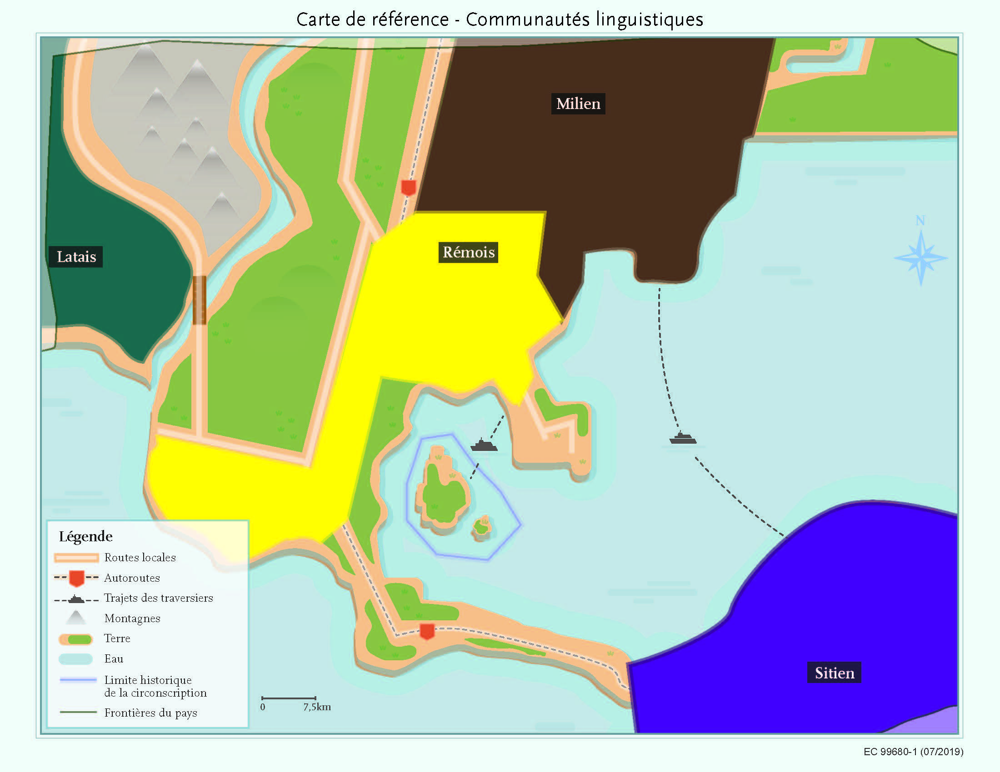 Carte de référence - Communautés linguistiques
Milien
N
Rémois
Latais
Légende
Routes locales
Autoroutes
Trajets des traversiers
Montagnes
Terre
Eau
Limite historique
de la circonscription
Frontières du pays
0 7,5km
Sitien
EC 99680-1 (07/2019)